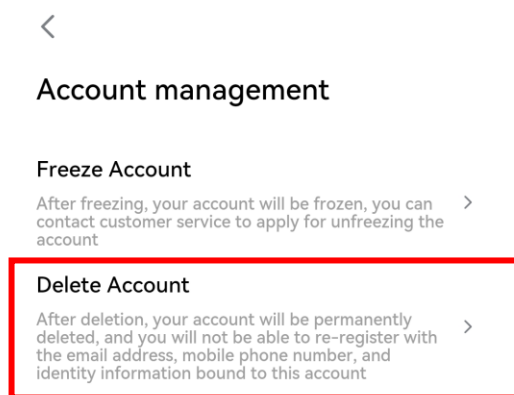 Account management
Freeze Account
After freezing, your account will be frozen, you can
contact customer service to apply for unfreezing the
account
Delete Account
After deletion, your account will be permanently
deleted, and you will not be able to re-register with
the email address, mobile phone number, and
identity information bound to this account